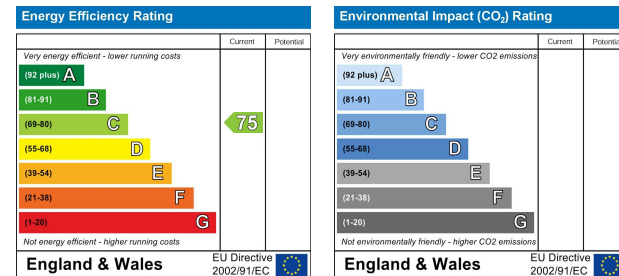 Energy Efficiency Rating
Current Potential
Very energy efficient - lower running costs
(92 plus) A
(81-91) B
(69-80) C
75
(55-68) D
(39-54) E
(21-38) F
(1-20) G
Not energy efficient - higher running costs
England & Wales
EU Directive
2002/91/EC
Environmental Impact (CO₂) Rating
Current Potentia
Very environmentally friendly - lower CO2 emissions
(92 plus) A
(81-91) B
(69-80) C
(55-68) D
(39-54) E
(21-38) F
(1-20) G
Not environmentally friendly - higher CO2 emissions
England & Wales
EU Directive
2002/91/EC